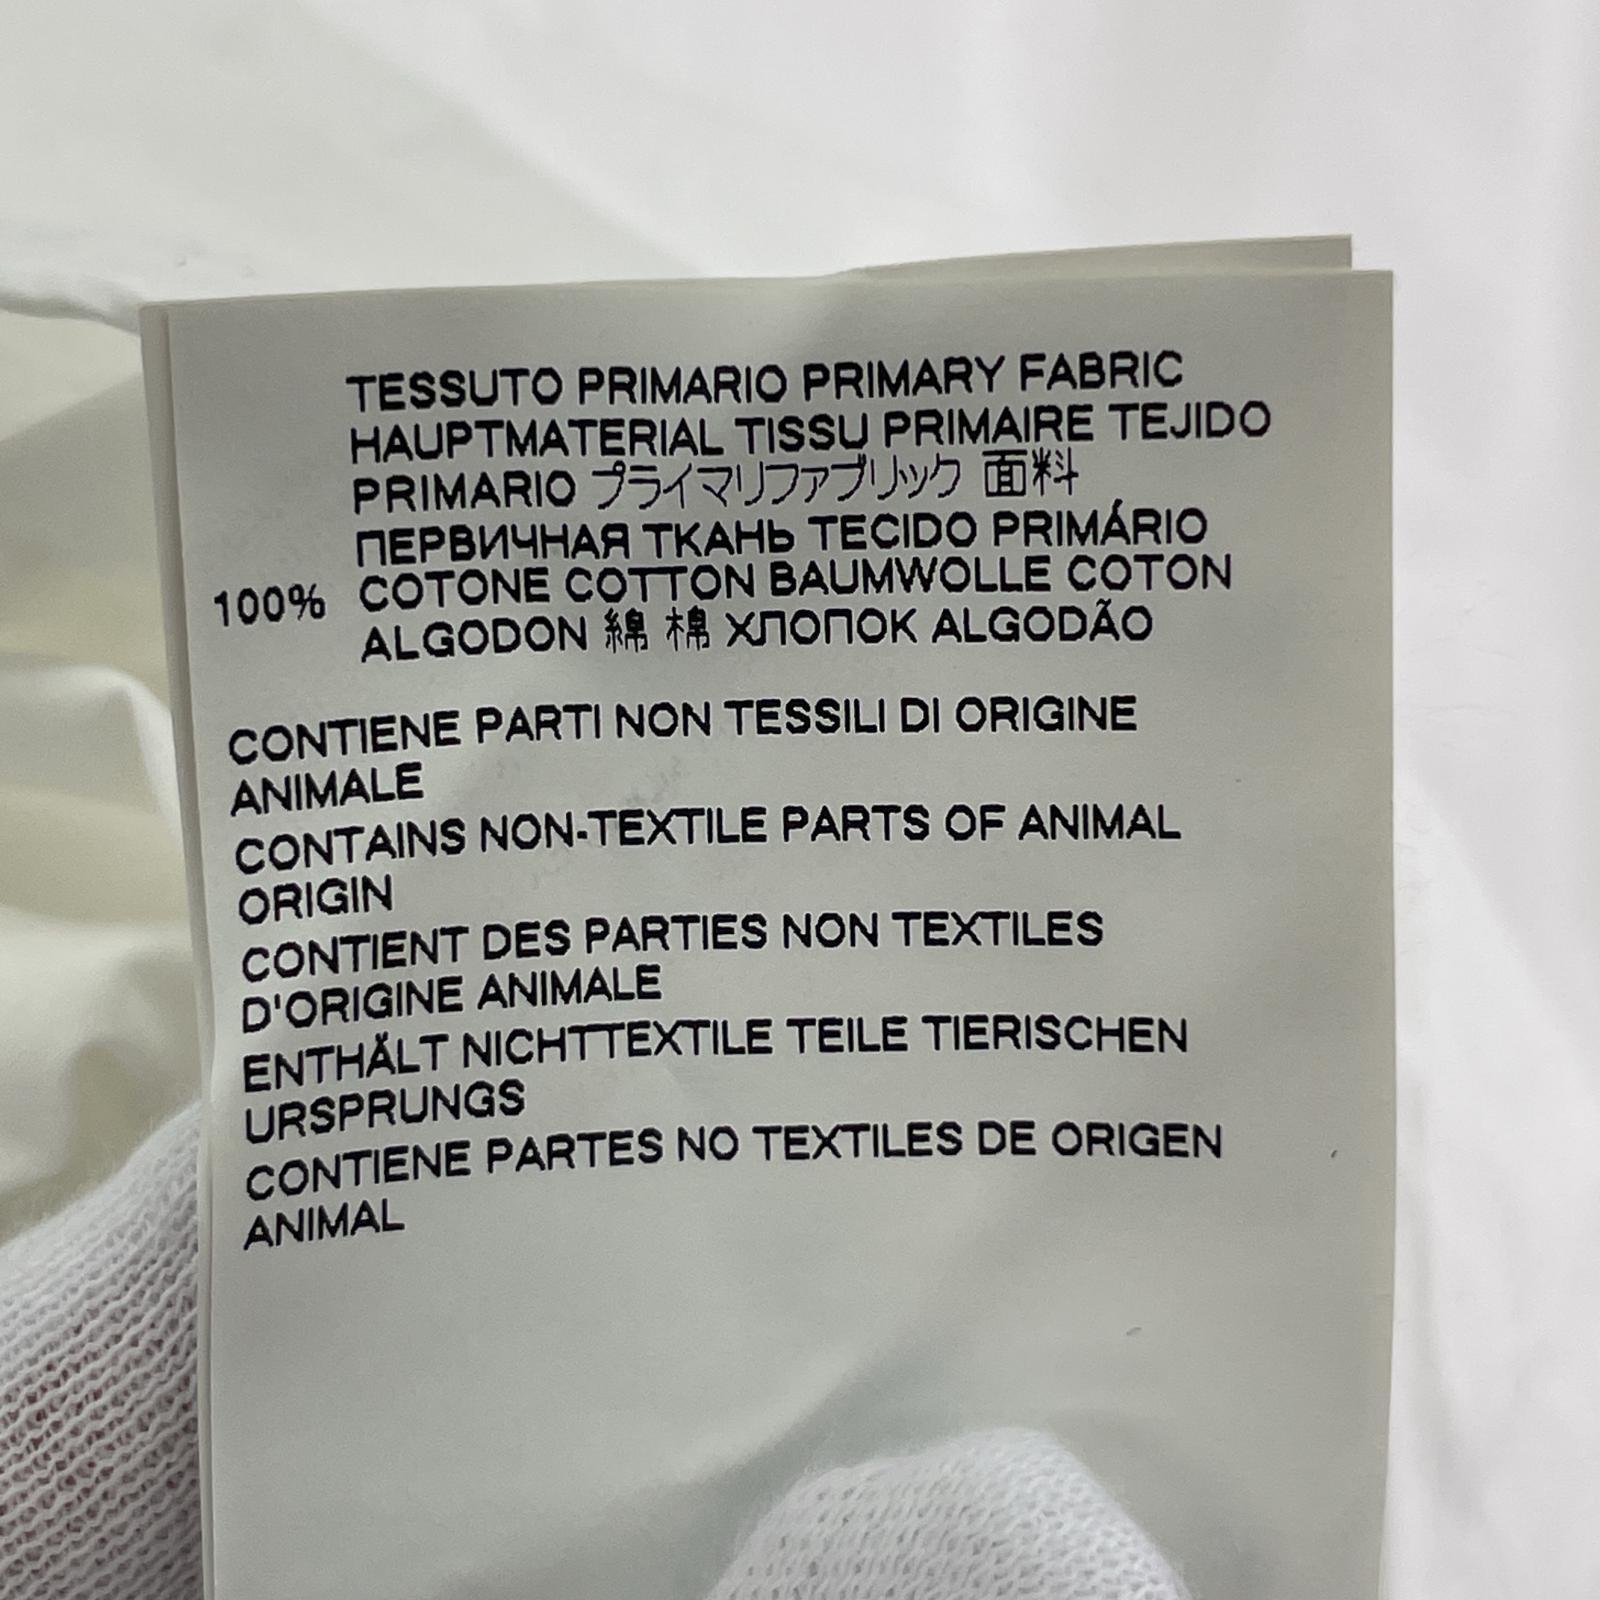 TESSUTO PRIMARIO PRIMARY FABRIC
HAUPTMATERIAL TISSU PRIMAIRE TEJIDO
PRIMARIO プライマリファブリック 面料
ПЕРВИЧНАЯ ТКАНЬ TECIDO PRIMÁRIO
100% COTONE COTTON BAUMWOLLE COTON
ALGODON 綿 棉 ХЛОПОК ALGODÃO
CONTIENE PARTI NON TESSILI DI ORIGINE
ANIMALE
CONTAINS NON-TEXTILE PARTS OF ANIMAL
ORIGIN
CONTIENT DES PARTIES NON TEXTILES
D'ORIGINE ANIMALE
ENTHÄLT NICHTTEXTILE TEILE TIERISCHEN
URSPRUNGS
CONTIENE PARTES NO TEXTILES DE ORIGEN
ANIMAL